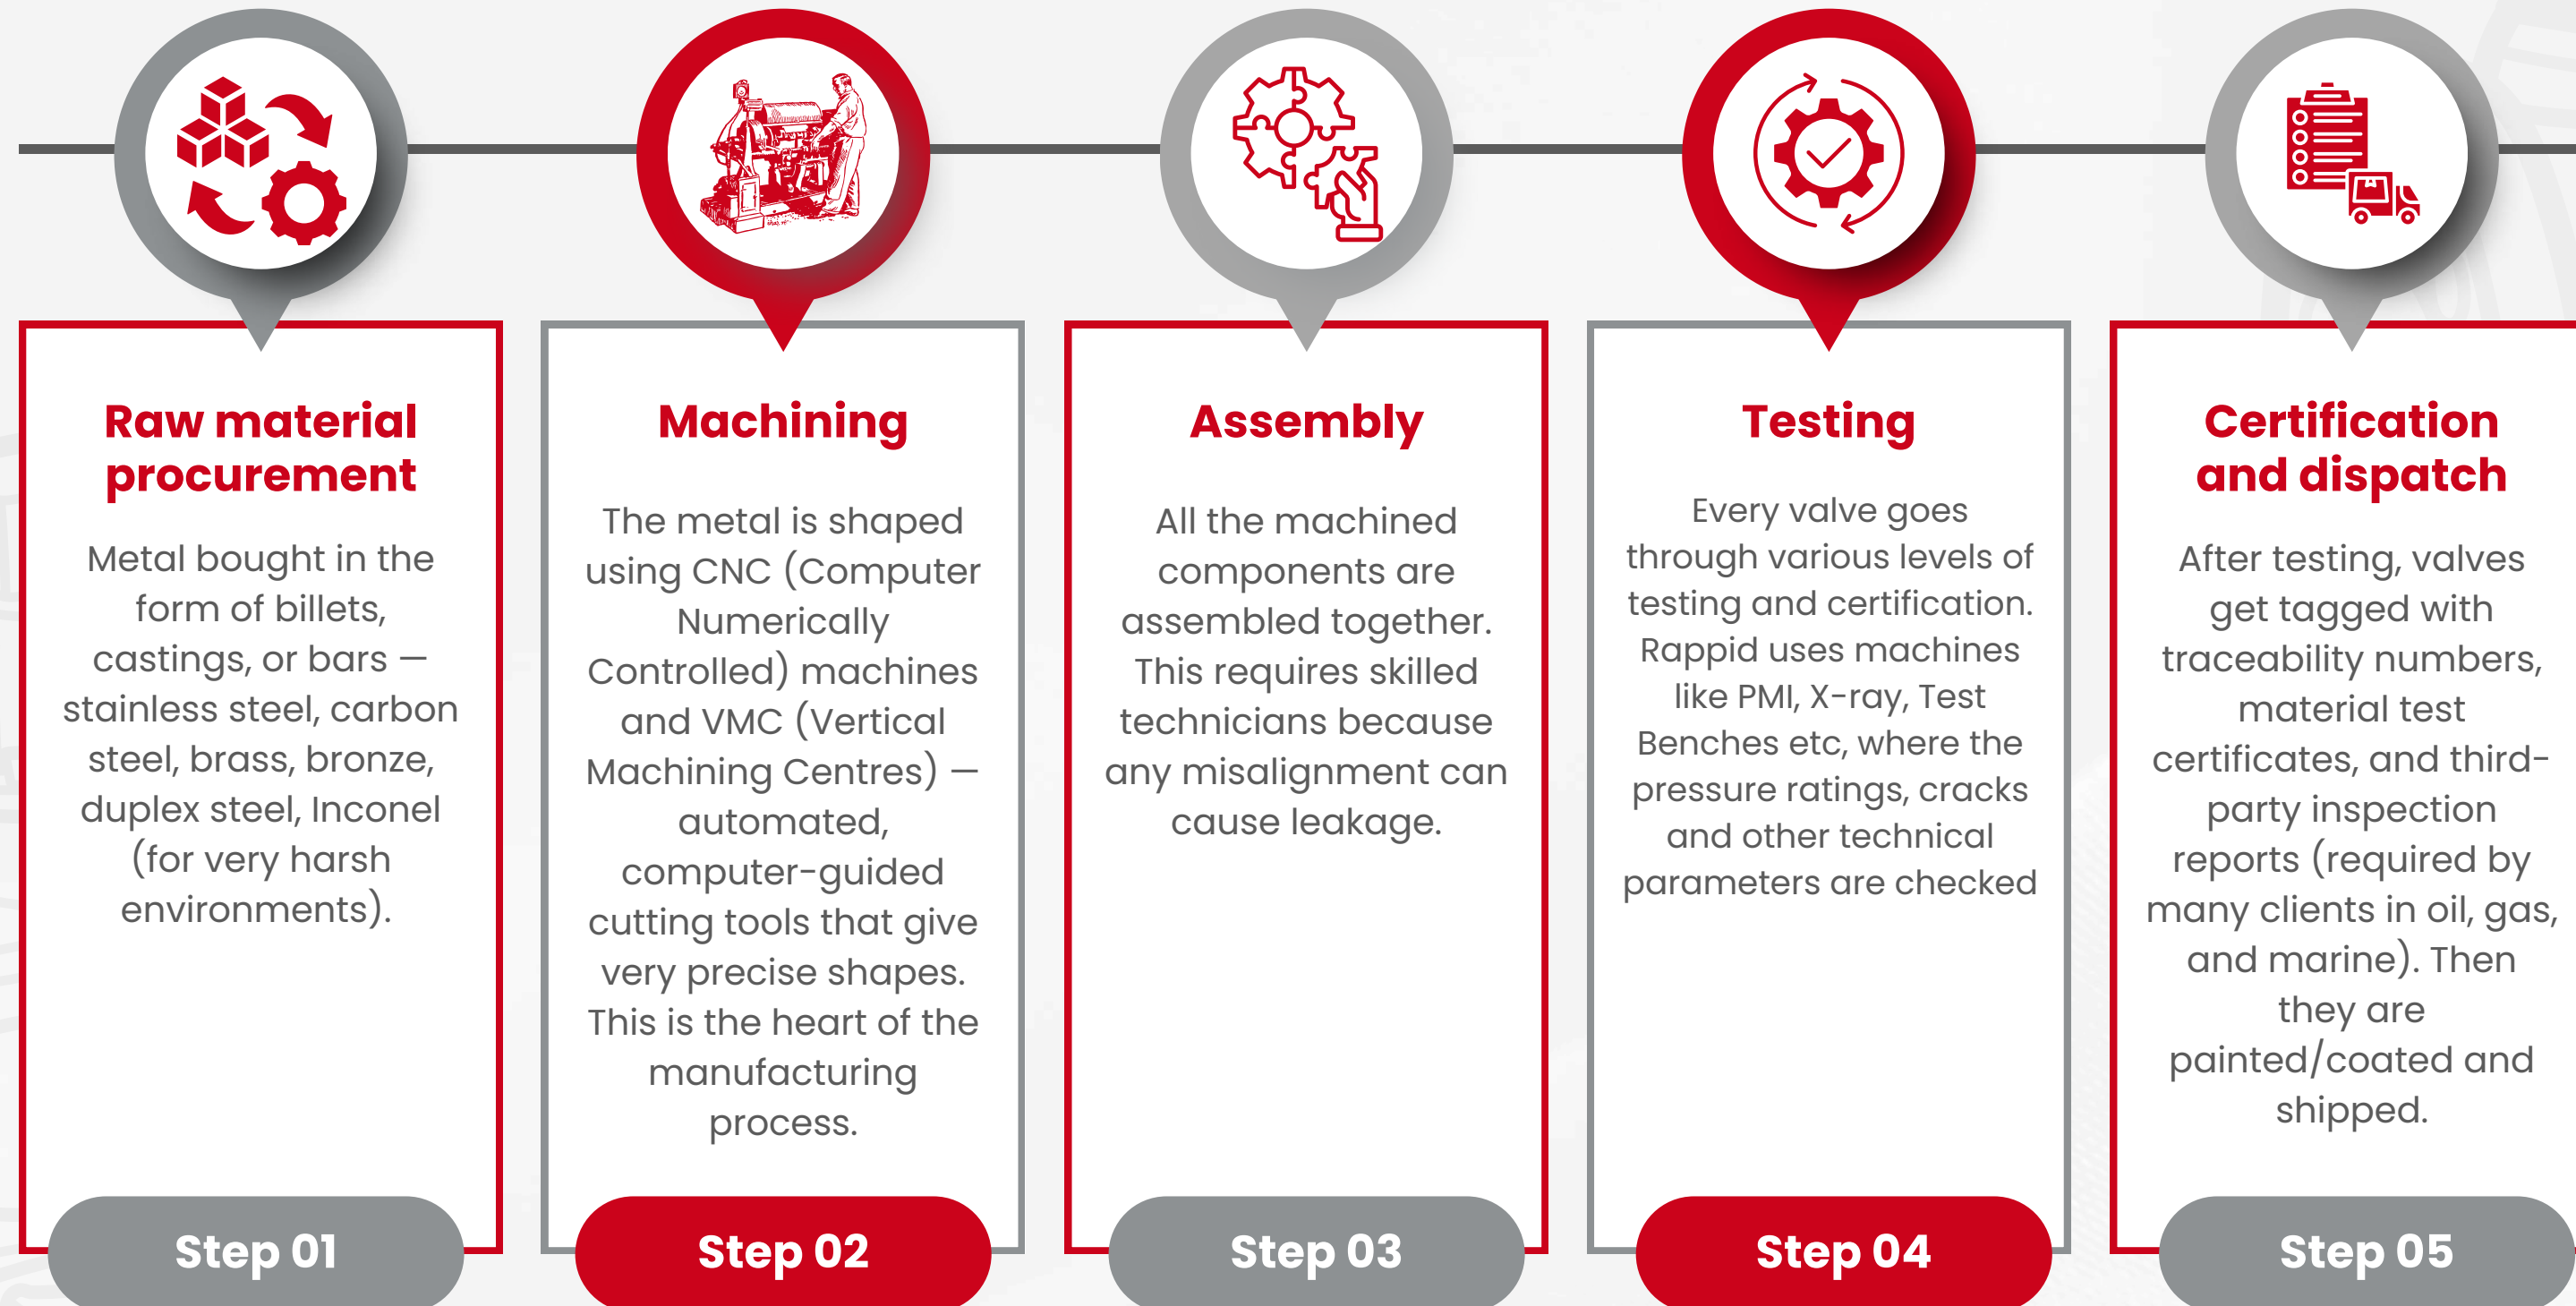 Raw material
procurement
Metal bought in the
form of billets,
castings, or bars —
stainless steel, carbon
steel, brass, bronze,
duplex steel, Inconel
(for very harsh
environments).
Step 01
Machining
The metal is shaped
using CNC (Computer
Numerically
Controlled) machines
and VMC (Vertical
Machining Centres) —
automated,
computer-guided
cutting tools that give
very precise shapes.
This is the heart of the
manufacturing
process.
Step 02
Assembly
All the machined
components are
assembled together.
This requires skilled
technicians because
any misalignment can
cause leakage.
Step 03
Testing
Every valve goes
through various levels of
testing and certification.
Rappid uses machines
like PMI, X-ray, Test
Benches etc, where the
pressure ratings, cracks
and other technical
parameters are checked
Step 04
Certification
and dispatch
After testing, valves
get tagged with
traceability numbers,
material test
certificates, and third-
party inspection
reports (required by
many clients in oil, gas,
and marine). Then
they are
painted/coated and
shipped.
Step 05